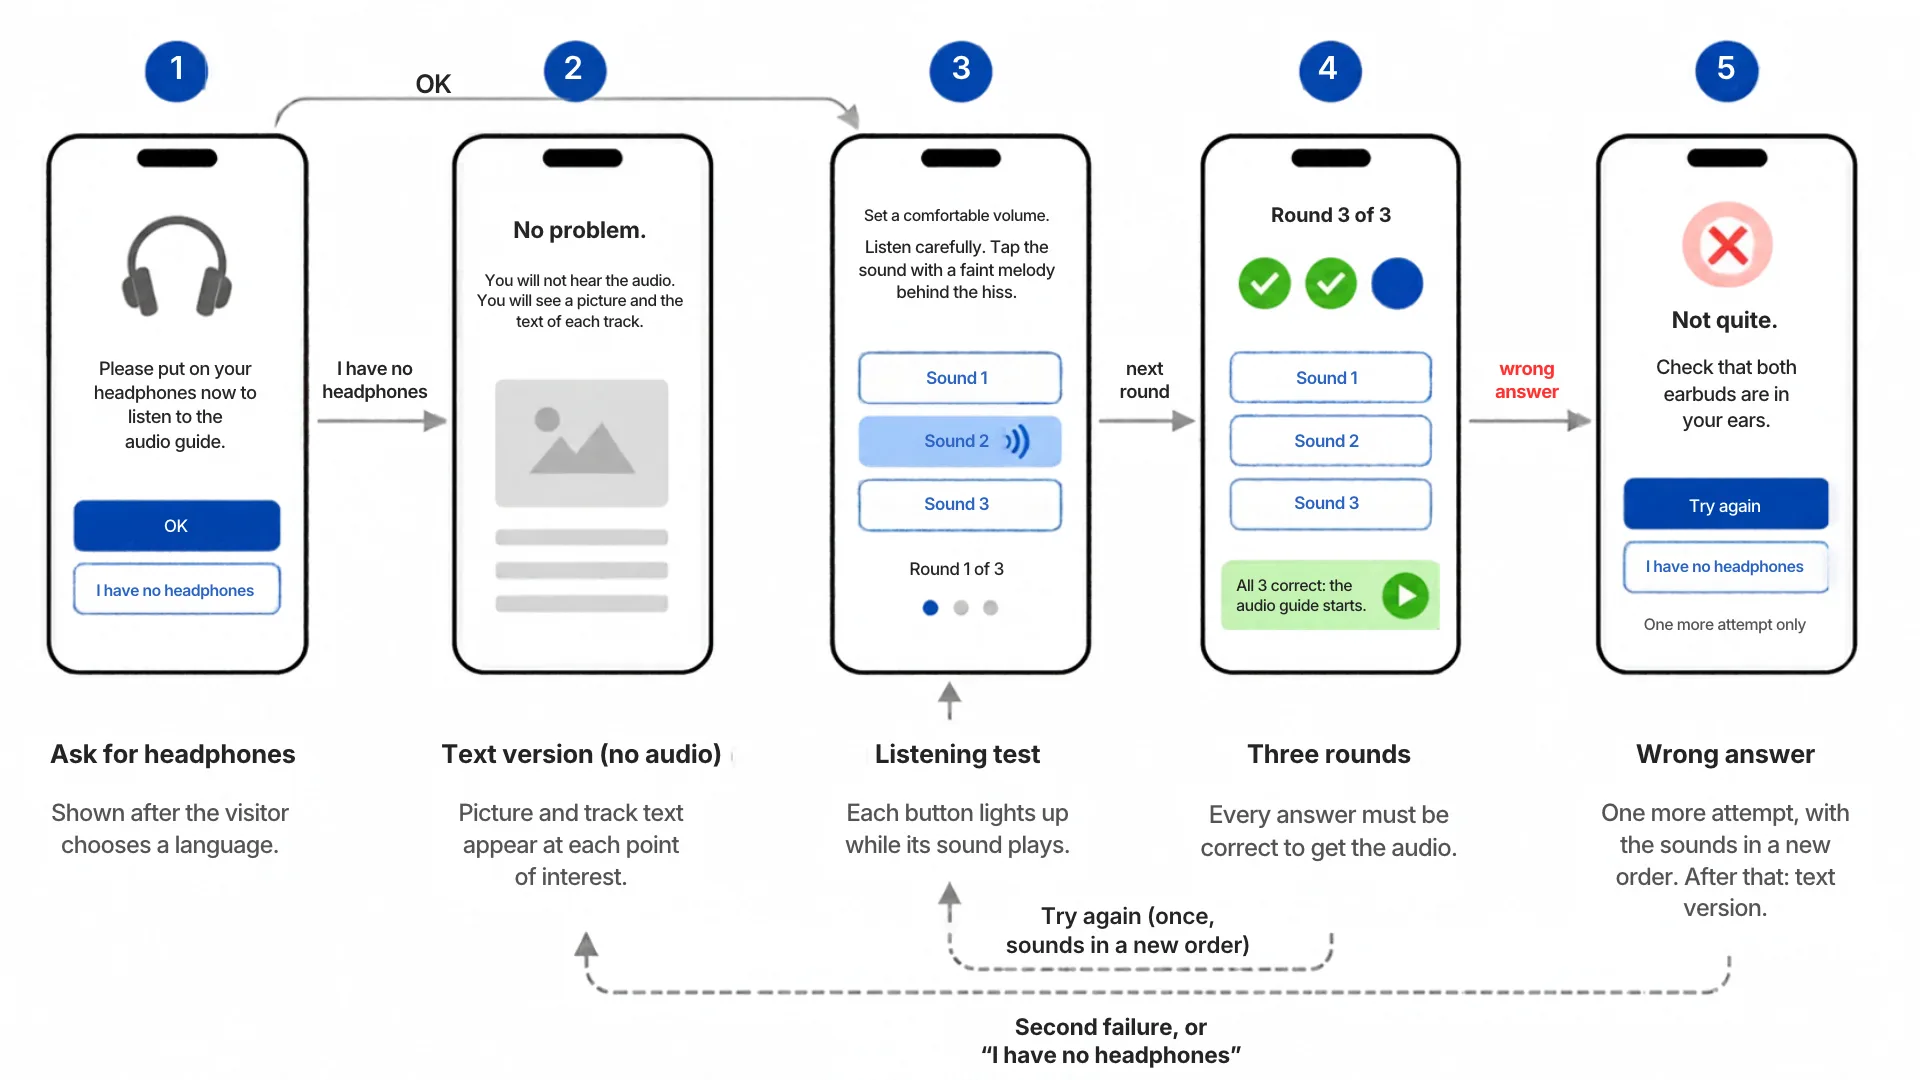 1
2
3
4
5
OK
Please put on your
headphones now to
listen to the
audio guide.
OK
I have no headphones
I have no
headphones
No problem.
You will not hear the audio.
You will see a picture and the
text of each track.
Set a comfortable volume.
Listen carefully. Tap the
sound with a faint melody
behind the hiss.
Sound 1
Sound 2
Sound 3
Round 1 of 3
next
round
Round 3 of 3
Sound 1
Sound 2
Sound 3
All 3 correct: the
audio guide starts.
wrong
answer
Not quite.
Check that both
earbuds are in
your ears.
Try again
I have no headphones
One more attempt only
Ask for headphones
Shown after the visitor
chooses a language.
Text version (no audio)
Picture and track text
appear at each point
of interest.
Listening test
Each button lights up
while its sound plays.
Three rounds
Every answer must be
correct to get the audio.
Wrong answer
One more attempt, with
the sounds in a new
order. After that: text
version.
Try again (once,
sounds in a new order)
Second failure, or
“I have no headphones”